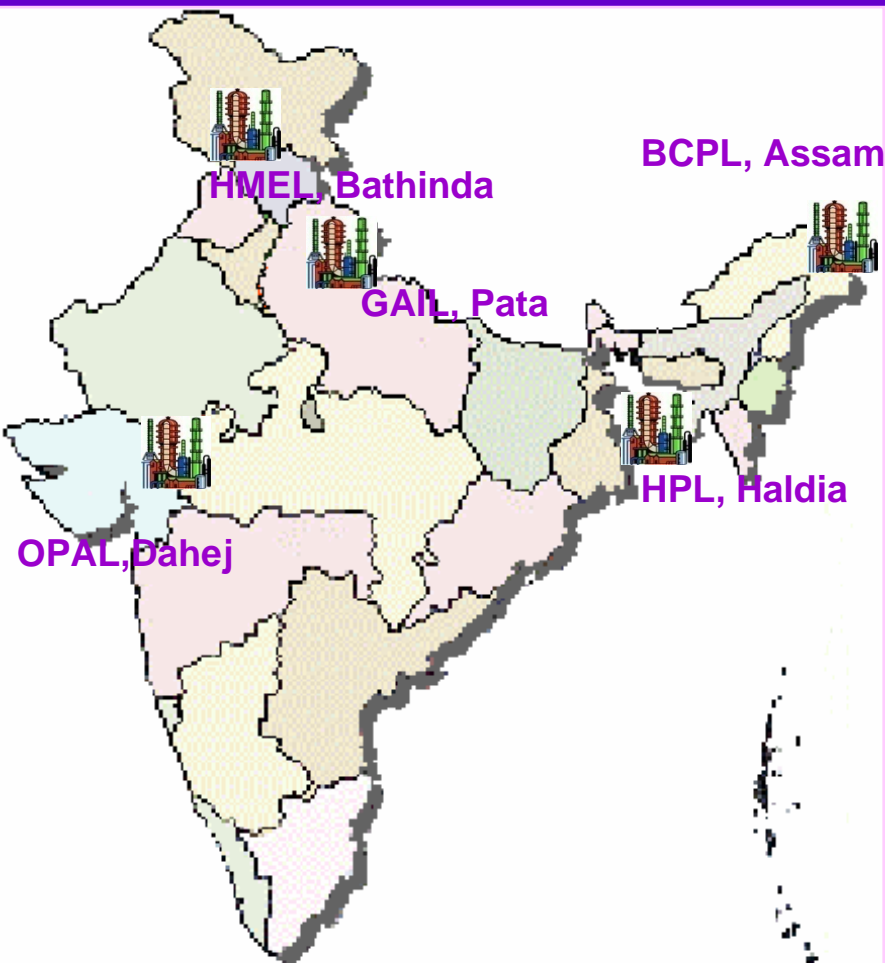 BCPL, Assam
HMEL, Bathinda
GAIL, Pata
HPL, Haldia
OPAL,Dahej